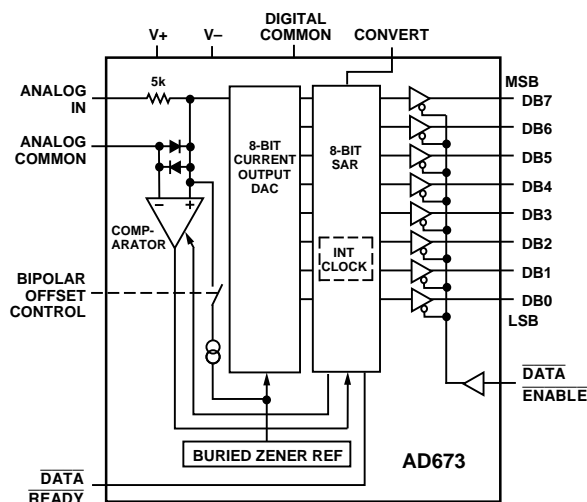 V+
V–
DIGITAL
COMMON
CONVERT
ANALOG
IN
5k
ANALOG
COMMON
8-BIT
CURRENT
OUTPUT
DAC
8-BIT
SAR
INT
CLOCK
–
+
COMP-
ARATOR
BIPOLAR
OFFSET
CONTROL
MSB
DB7
DB6
DB5
DB4
DB3
DB2
DB1
DB0
LSB
DATA
ENABLE
BURIED ZENER REF
AD673
DATA
READY